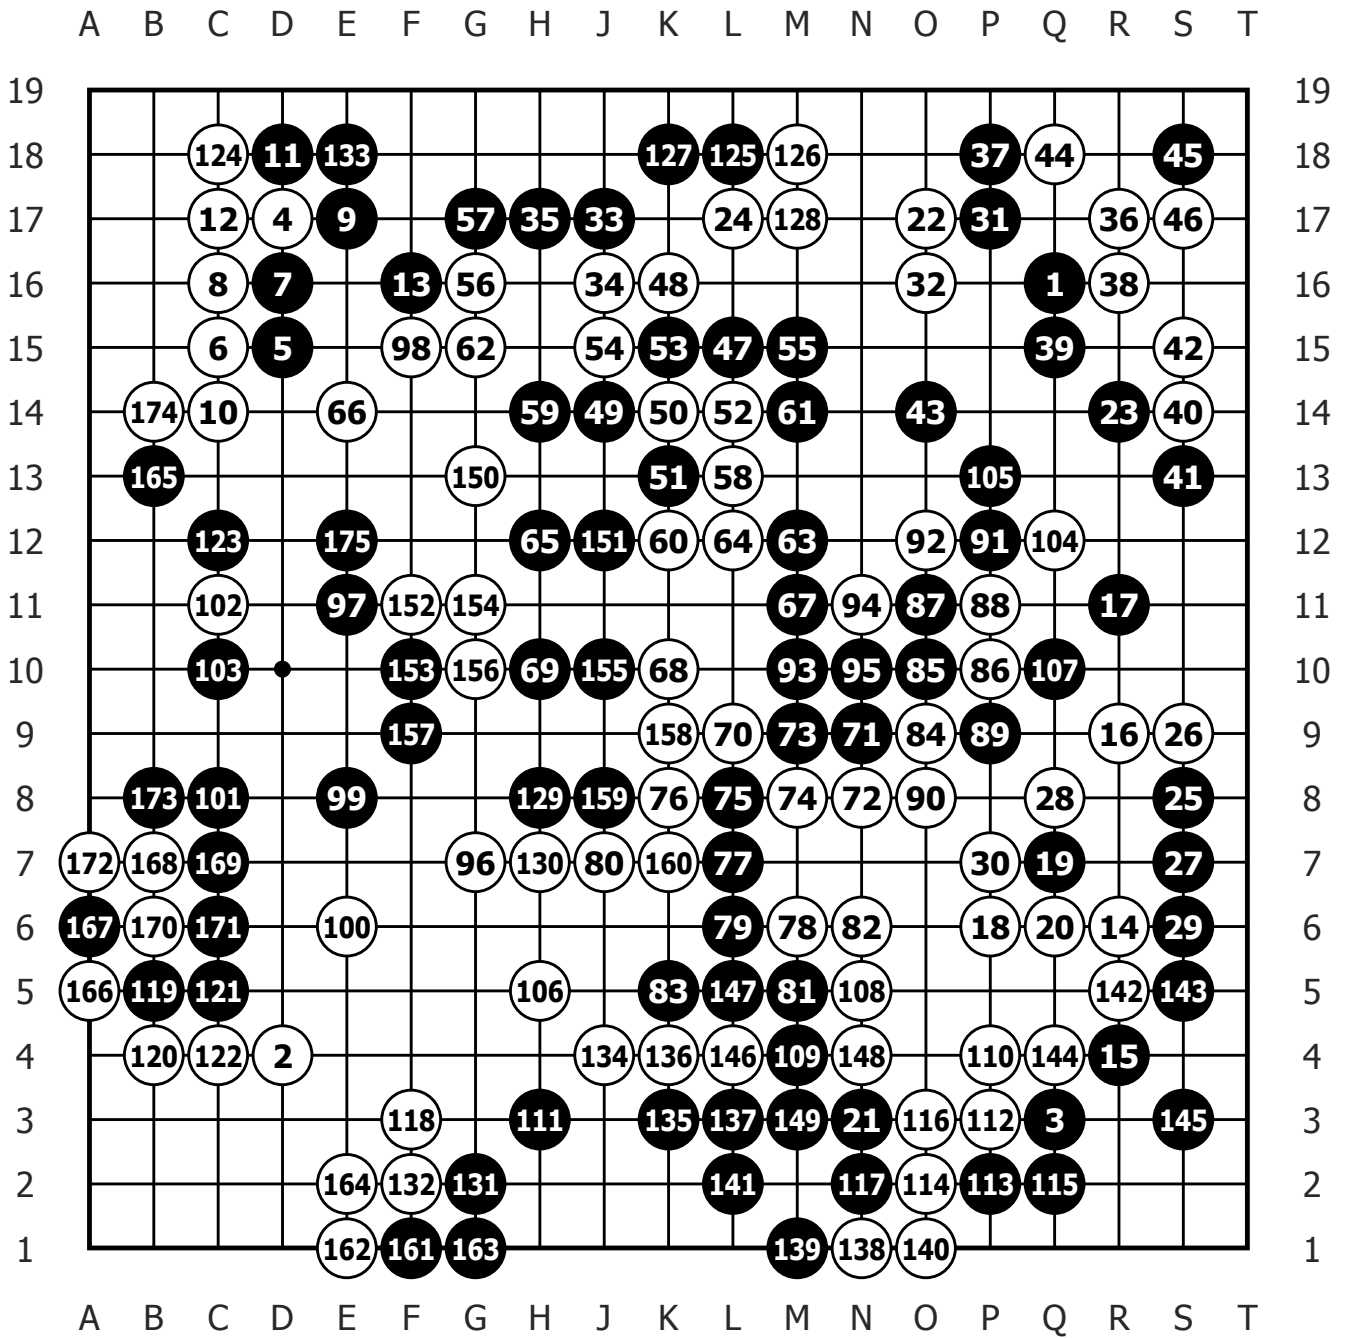 A B C D E F G H J K L M N O P Q R S T
19 19
18 124 11 133 127 125 126 37 44 45 18
17 12 4 9 57 35 33 24 128 22 31 36 46 17
16 8 7 13 56 34 48 32 1 38 16
15 6 5 98 62 54 53 47 55 39 42 15
14 174 10 66 59 49 50 52 61 43 23 40 14
13 165 150 51 58 105 41 13
12 123 175 65 151 60 64 63 92 91 104 12
11 102 97 152 154 67 94 87 88 17 11
10 103 153 156 69 155 68 93 95 85 86 107 10
9 157 158 70 73 71 84 89 16 26 9
8 173 101 99 129 159 76 75 74 72 90 28 25 8
7 172 168 169 96 130 80 160 77 30 19 27 7
6 167 170 171 100 79 78 82 18 20 14 29 6
5 166 119 121 106 83 147 81 108 142 143 5
4 120 122 2 134 136 146 109 148 110 144 15 4
3 118 111 135 137 149 21 116 112 3 145 3
2 164 132 131 141 117 114 113 115 2
1 162 161 163 139 138 140 1
A B C D E F G H J K L M N O P Q R S T